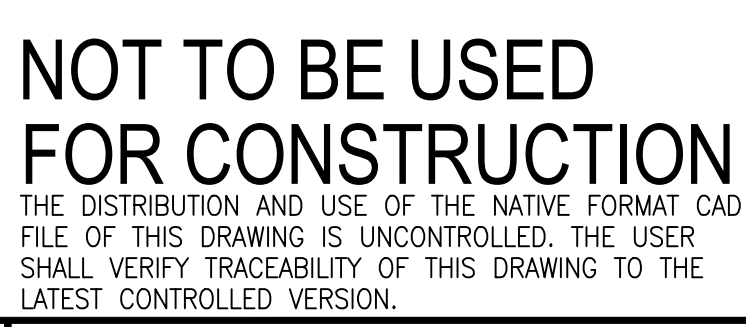 NOT TO BE USED
FOR CONSTRUCTION
THE DISTRIBUTION AND USE OF THE NATIVE FORMAT CAD
FILE OF THIS DRAWING IS UNCONTROLLED. THE USER
SHALL VERIFY TRACEABILITY OF THIS DRAWING TO THE
LATEST CONTROLLED VERSION.